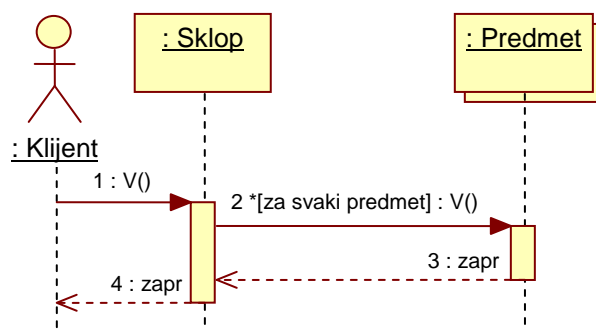 : Sklop
: Predmet
: Klijent
1 : V()
2 *[za svaki predmet] : V()
3 : zapr
4 : zapr